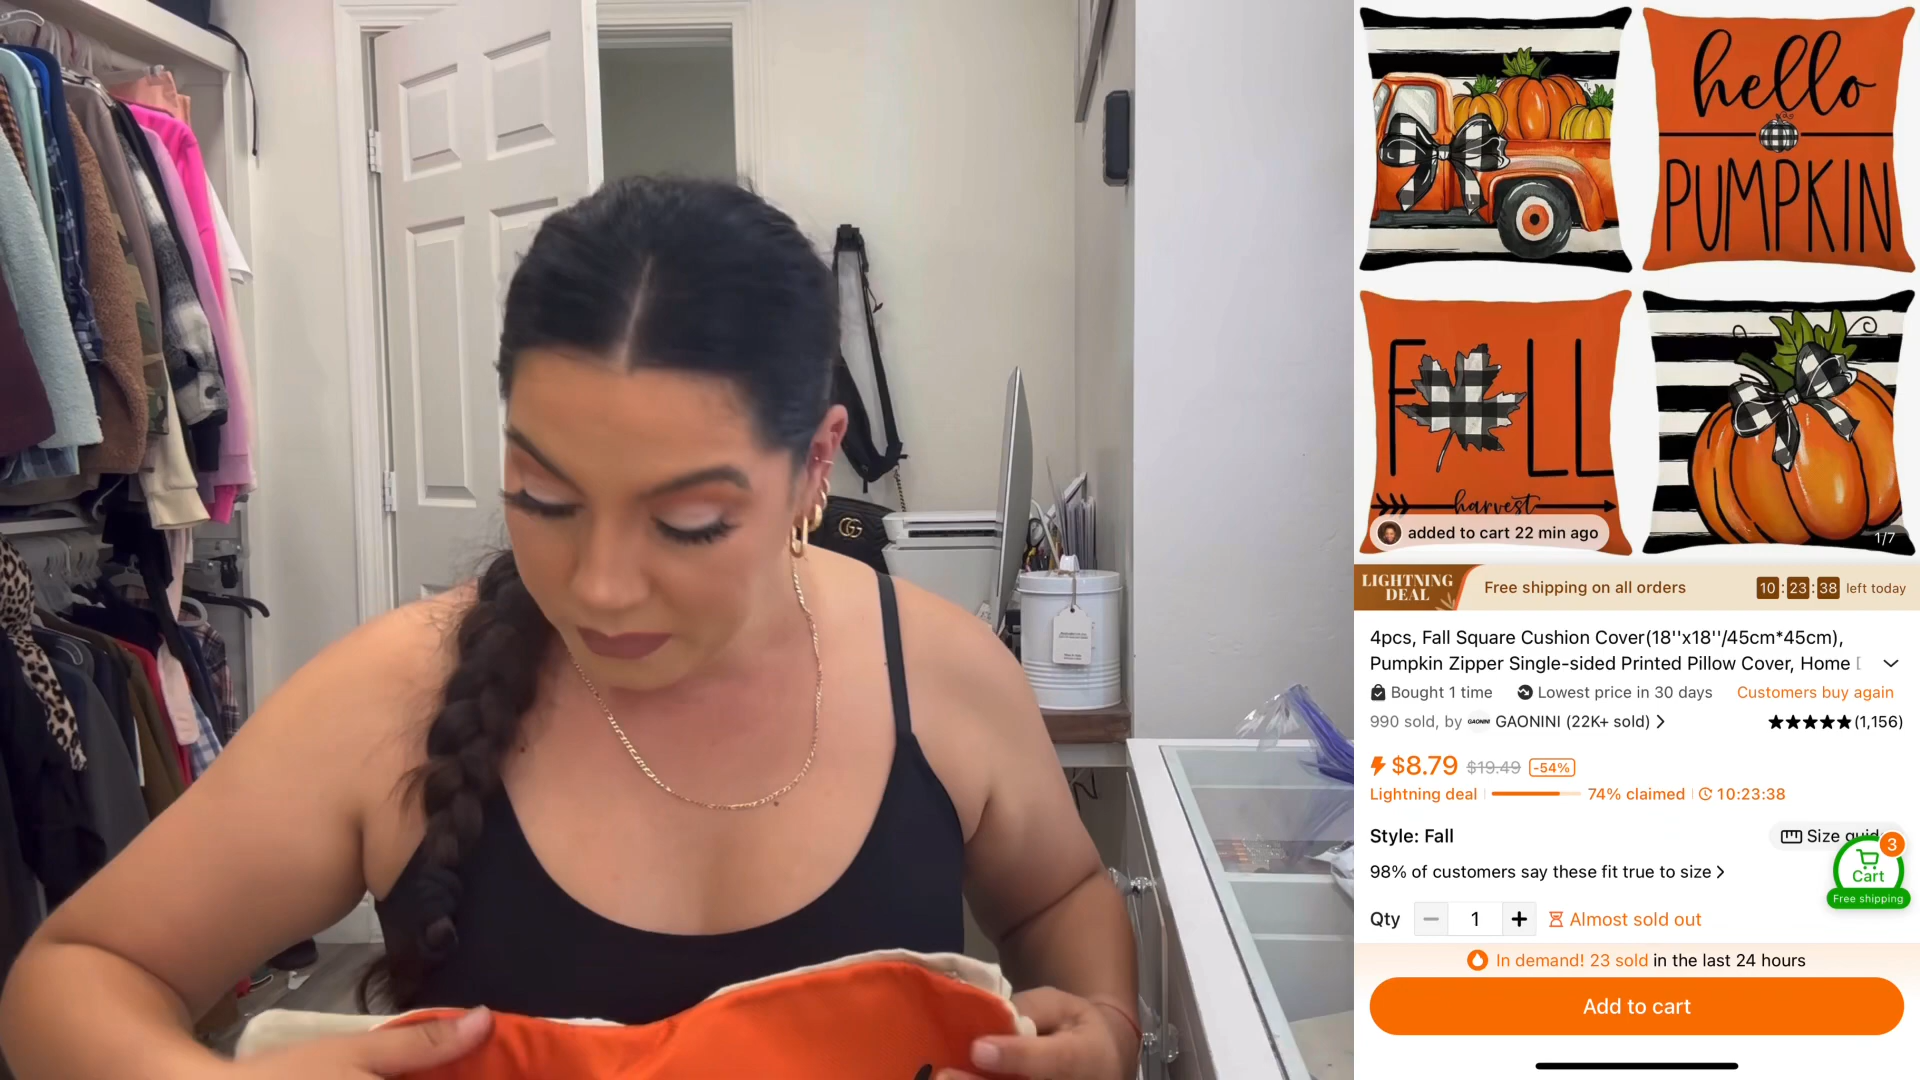 hello
PUMPKIN
F LL
harvest
added to cart 22 min ago
1/7
LIGHTNING
DEAL
Free shipping on all orders
10:23:38 left today
4pcs, Fall Square Cushion Cover(18''x18''/45cm*45cm),
Pumpkin Zipper Single-sided Printed Pillow Cover, Home
Bought 1 time
Lowest price in 30 days
Customers buy again
990 sold, by GAONINI GAONINI (22K+ sold)
(1,156)
$8.79 $19.49 -54%
Lightning deal
74% claimed
10:23:38
Style: Fall
Size guid
3
98% of customers say these fit true to size
Cart
Free shipping
Qty
1
Almost sold out
In demand! 23 sold in the last 24 hours
Add to cart